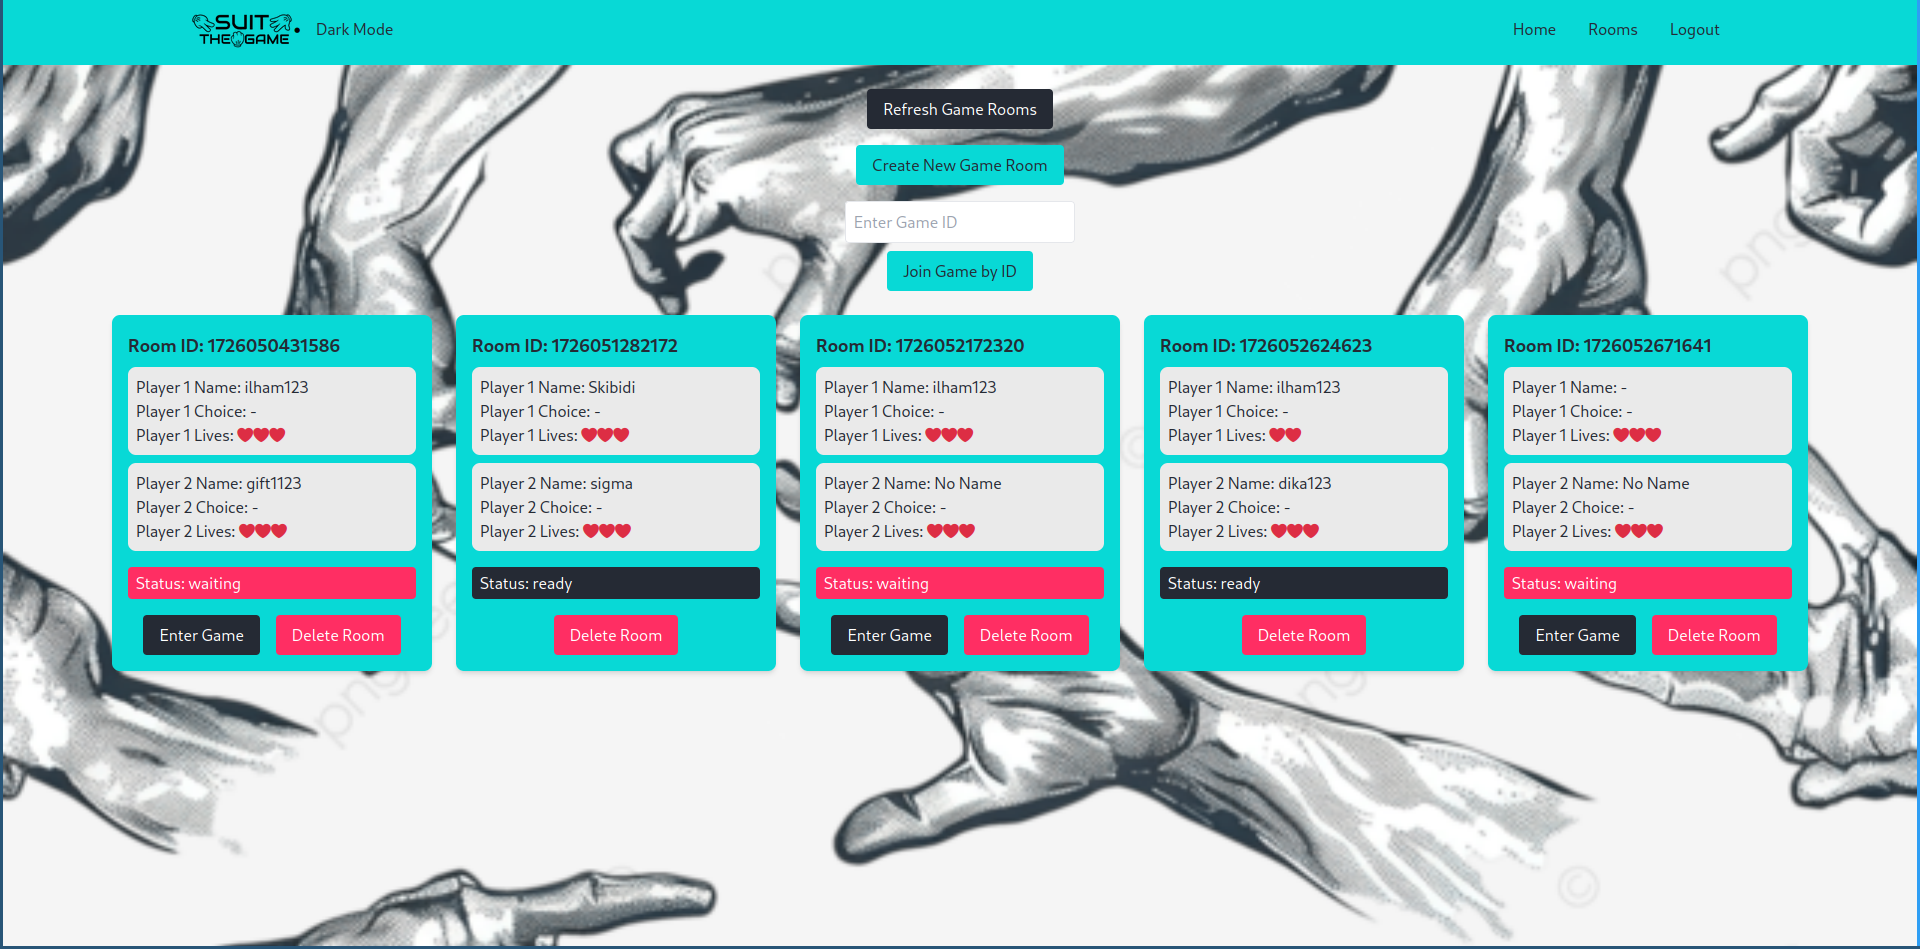 SUIT
THE GAME
Dark Mode
Home
Rooms
Logout
Refresh Game Rooms
Create New Game Room
Enter Game ID
Join Game by ID
Room ID: 1726050431586
Player 1 Name: ilham123
Player 1 Choice: -
Player 1 Lives: ❤️❤️❤️
Player 2 Name: gift1123
Player 2 Choice: -
Player 2 Lives: ❤️❤️❤️
Status: waiting
Enter Game
Delete Room
Room ID: 1726051282172
Player 1 Name: Skibidi
Player 1 Choice: -
Player 1 Lives: ❤️❤️❤️
Player 2 Name: sigma
Player 2 Choice: -
Player 2 Lives: ❤️❤️❤️
Status: ready
Delete Room
Room ID: 1726052172320
Player 1 Name: ilham123
Player 1 Choice: -
Player 1 Lives: ❤️❤️❤️
Player 2 Name: No Name
Player 2 Choice: -
Player 2 Lives: ❤️❤️❤️
Status: waiting
Enter Game
Delete Room
Room ID: 1726052624623
Player 1 Name: ilham123
Player 1 Choice: -
Player 1 Lives: ❤️❤️
Player 2 Name: dika123
Player 2 Choice: -
Player 2 Lives: ❤️❤️❤️
Status: ready
Delete Room
Room ID: 1726052671641
Player 1 Name: -
Player 1 Choice: -
Player 1 Lives: ❤️❤️❤️
Player 2 Name: No Name
Player 2 Choice: -
Player 2 Lives: ❤️❤️❤️
Status: waiting
Enter Game
Delete Room